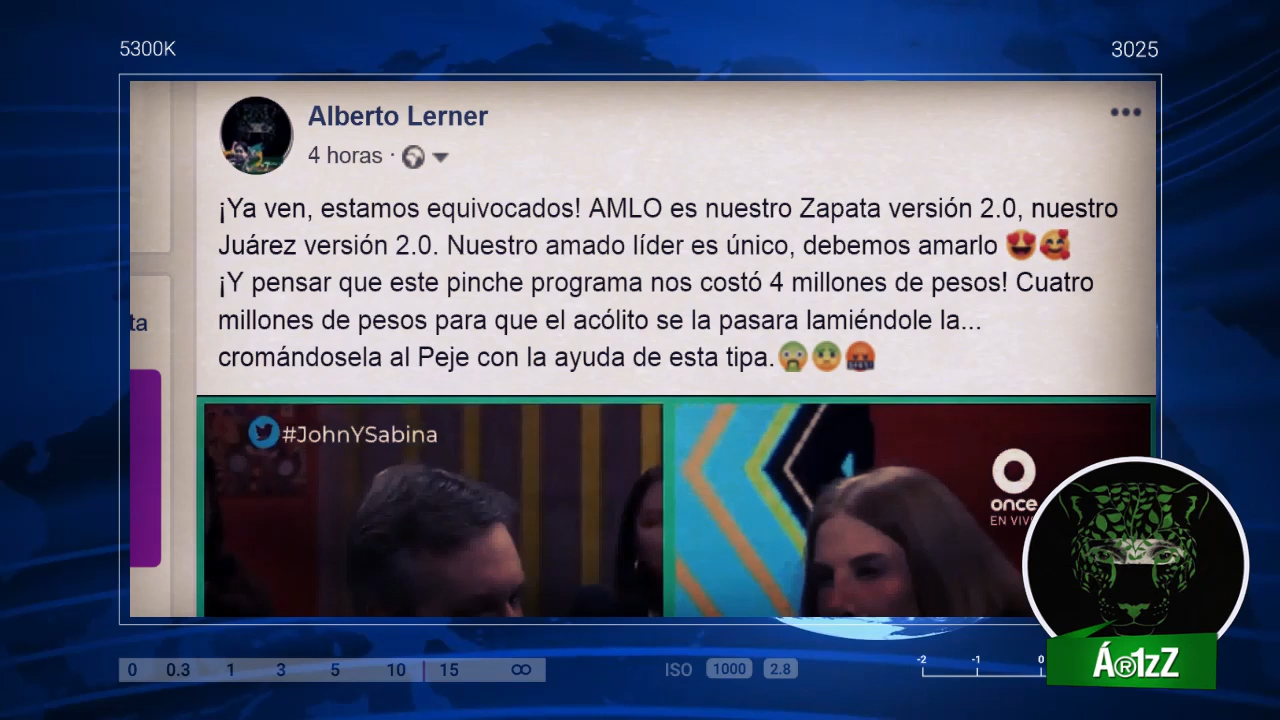 5300K
3025
Alberto Lerner
4 horas ·
¡Ya ven, estamos equivocados! AMLO es nuestro Zapata versión 2.0, nuestro
Juárez versión 2.0. Nuestro amado líder es único, debemos amarlo 😍🥰
¡Y pensar que este pinche programa nos costó 4 millones de pesos! Cuatro
millones de pesos para que el acólito se la pasara lamiéndole la...
cromándosela al Peje con la ayuda de esta tipa.🤮🤢🤬
ta
#JohnYSabina
once
EN VIV
0 0.3 1 3 5 10 15 ∞
ISO 1000 2.8
-2 -1 0
Á®1zZ